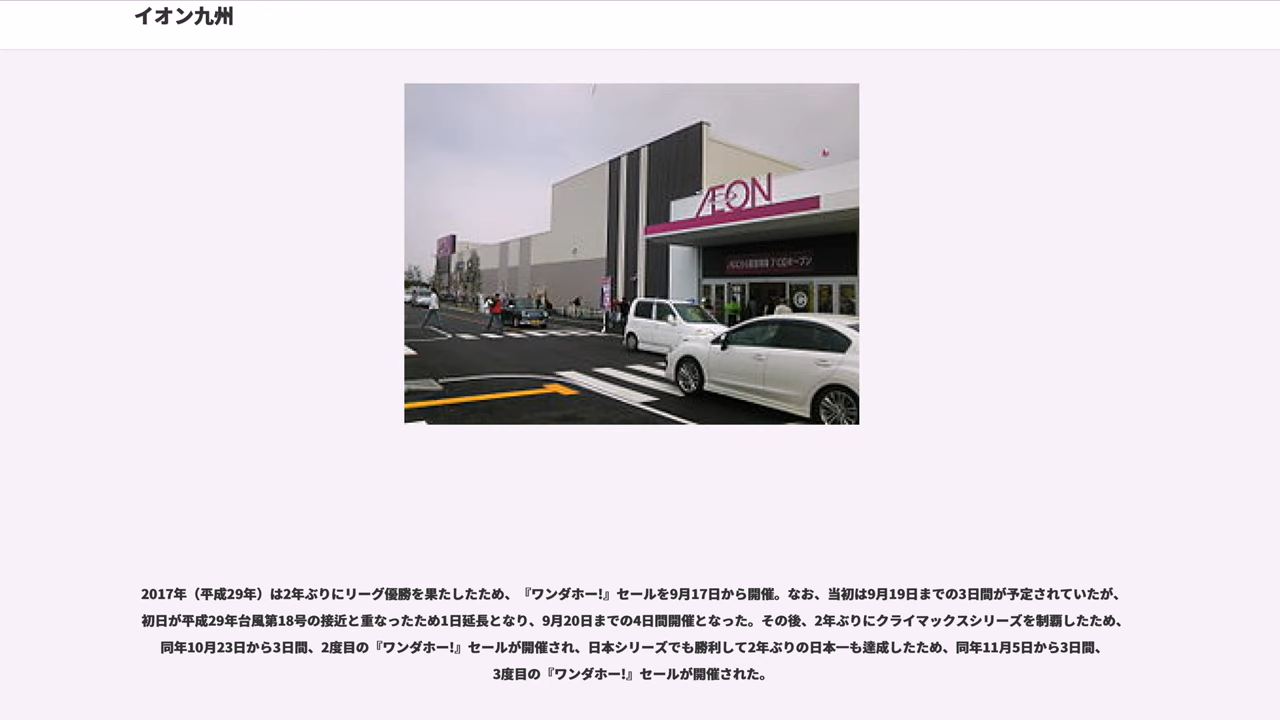 イオン九州
ÆON
2017年（平成29年）は2年ぶりにリーグ優勝を果たしたため、『ワンダホー!』セールを9月17日から開催。なお、当初は9月19日までの3日間が予定されていたが、
初日が平成29年台風第18号の接近と重なったため1日延長となり、9月20日までの4日間開催となった。その後、2年ぶりにクライマックスシリーズを制覇したため、
同年10月23日から3日間、2度目の『ワンダホー!』セールが開催され、日本シリーズでも勝利して2年ぶりの日本一も達成したため、同年11月5日から3日間、
3度目の『ワンダホー!』セールが開催された。